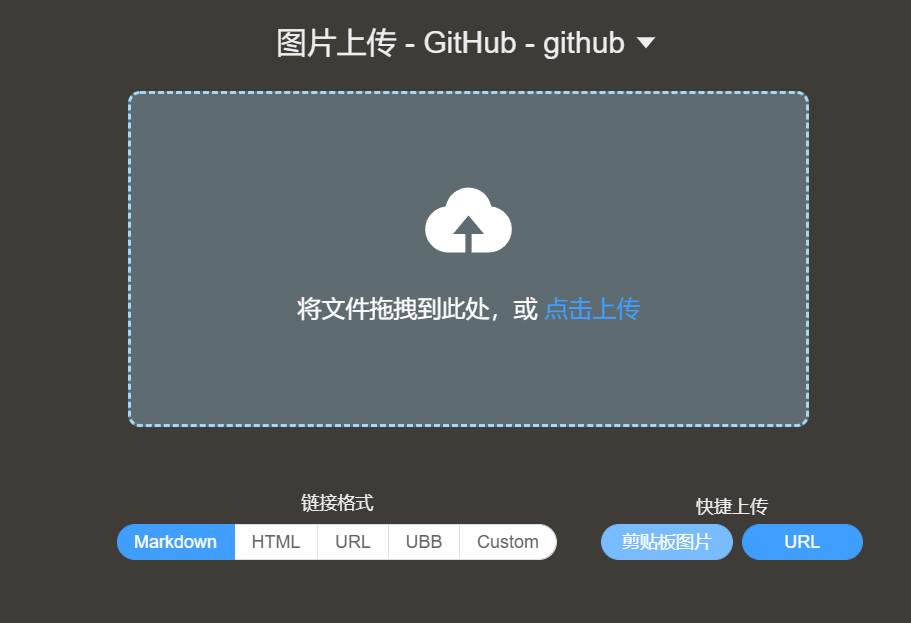 图片上传 - GitHub - github
将文件拖拽到此处，或 点击上传
链接格式
快捷上传
Markdown HTML URL UBB Custom
剪贴板图片 URL